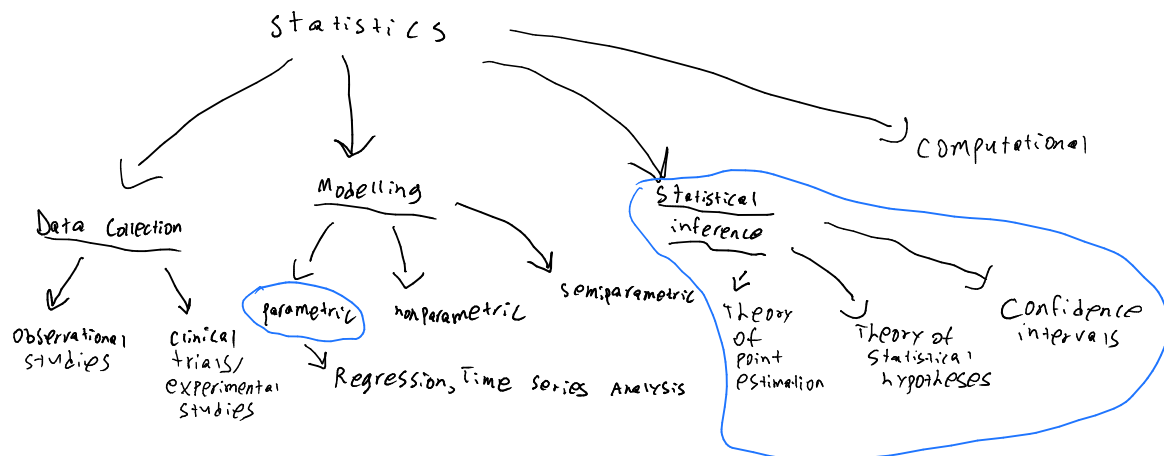 Statistics
Computational
Data Collection
Modelling
Statistical
inference
Observational
studies
Clinical
trials/
experimental
studies
parametric
nonparametric
semiparametric
Regression, Time series Analysis
Theory
of
point
estimation
Theory of
statistical
hypotheses
Confidence
intervals